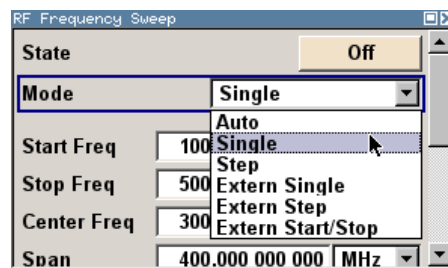 RF Frequency Sweep
State Off
Mode Single
Auto
Single
Step
Extern Single
Extern Step
Extern Start/Stop
Start Freq 100
Stop Freq 500
Center Freq 300
Span 400.000 000 000 MHz